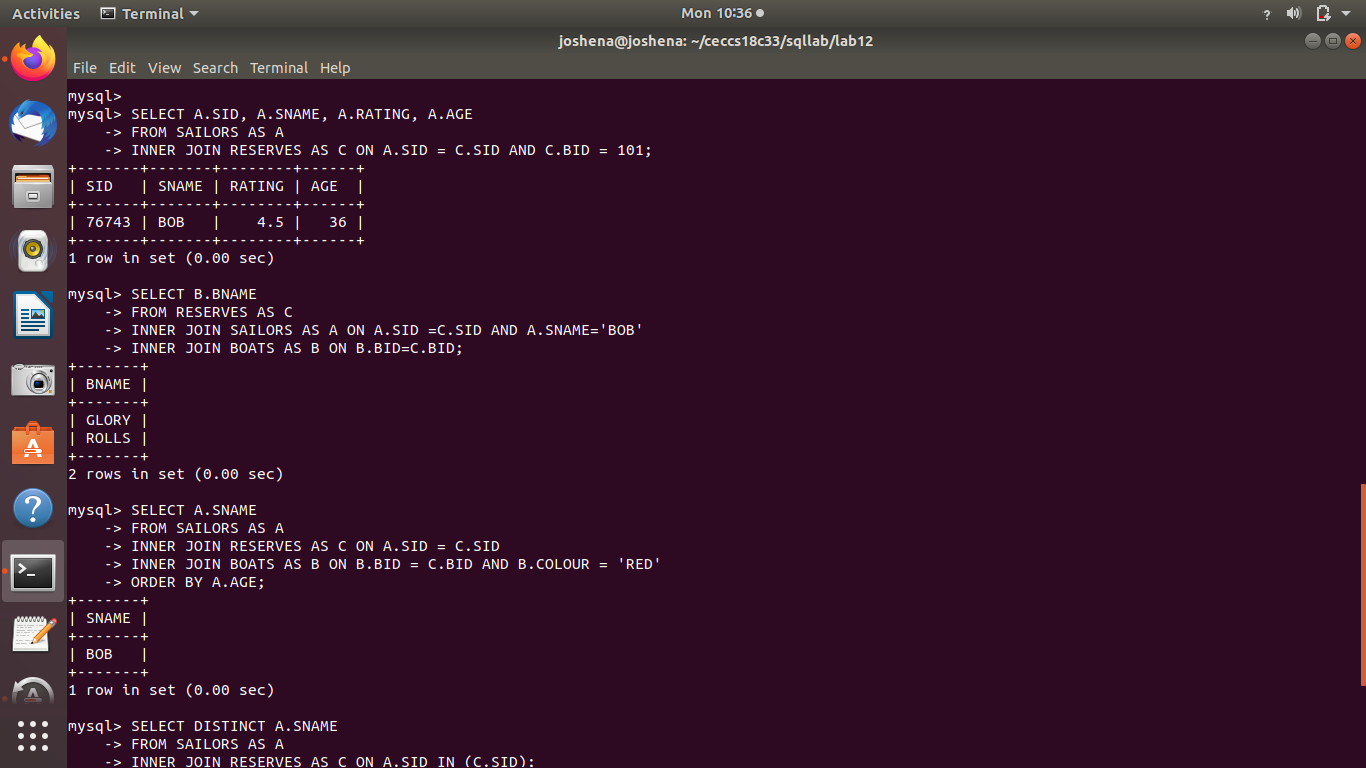 Activities Terminal Mon 10:36 ?
joshena@joshena: ~/ceccs18c33/sqllab/lab12
File Edit View Search Terminal Help
mysql>
mysql> SELECT A.SID, A.SNAME, A.RATING, A.AGE
    -> FROM SAILORS AS A
    -> INNER JOIN RESERVES AS C ON A.SID = C.SID AND C.BID = 101;
+-------+-------+--------+------+
| SID   | SNAME | RATING | AGE  |
+-------+-------+--------+------+
| 76743 | BOB   |    4.5 |   36 |
+-------+-------+--------+------+
1 row in set (0.00 sec)

mysql> SELECT B.BNAME
    -> FROM RESERVES AS C
    -> INNER JOIN SAILORS AS A ON A.SID =C.SID AND A.SNAME='BOB'
    -> INNER JOIN BOATS AS B ON B.BID=C.BID;
+-------+
| BNAME |
+-------+
| GLORY |
| ROLLS |
+-------+
2 rows in set (0.00 sec)

mysql> SELECT A.SNAME
    -> FROM SAILORS AS A
    -> INNER JOIN RESERVES AS C ON A.SID = C.SID
    -> INNER JOIN BOATS AS B ON B.BID = C.BID AND B.COLOUR = 'RED'
    -> ORDER BY A.AGE;
+-------+
| SNAME |
+-------+
| BOB   |
+-------+
1 row in set (0.00 sec)

mysql> SELECT DISTINCT A.SNAME
    -> FROM SAILORS AS A
    -> INNER JOIN RESERVES AS C ON A.SID IN (C.SID);